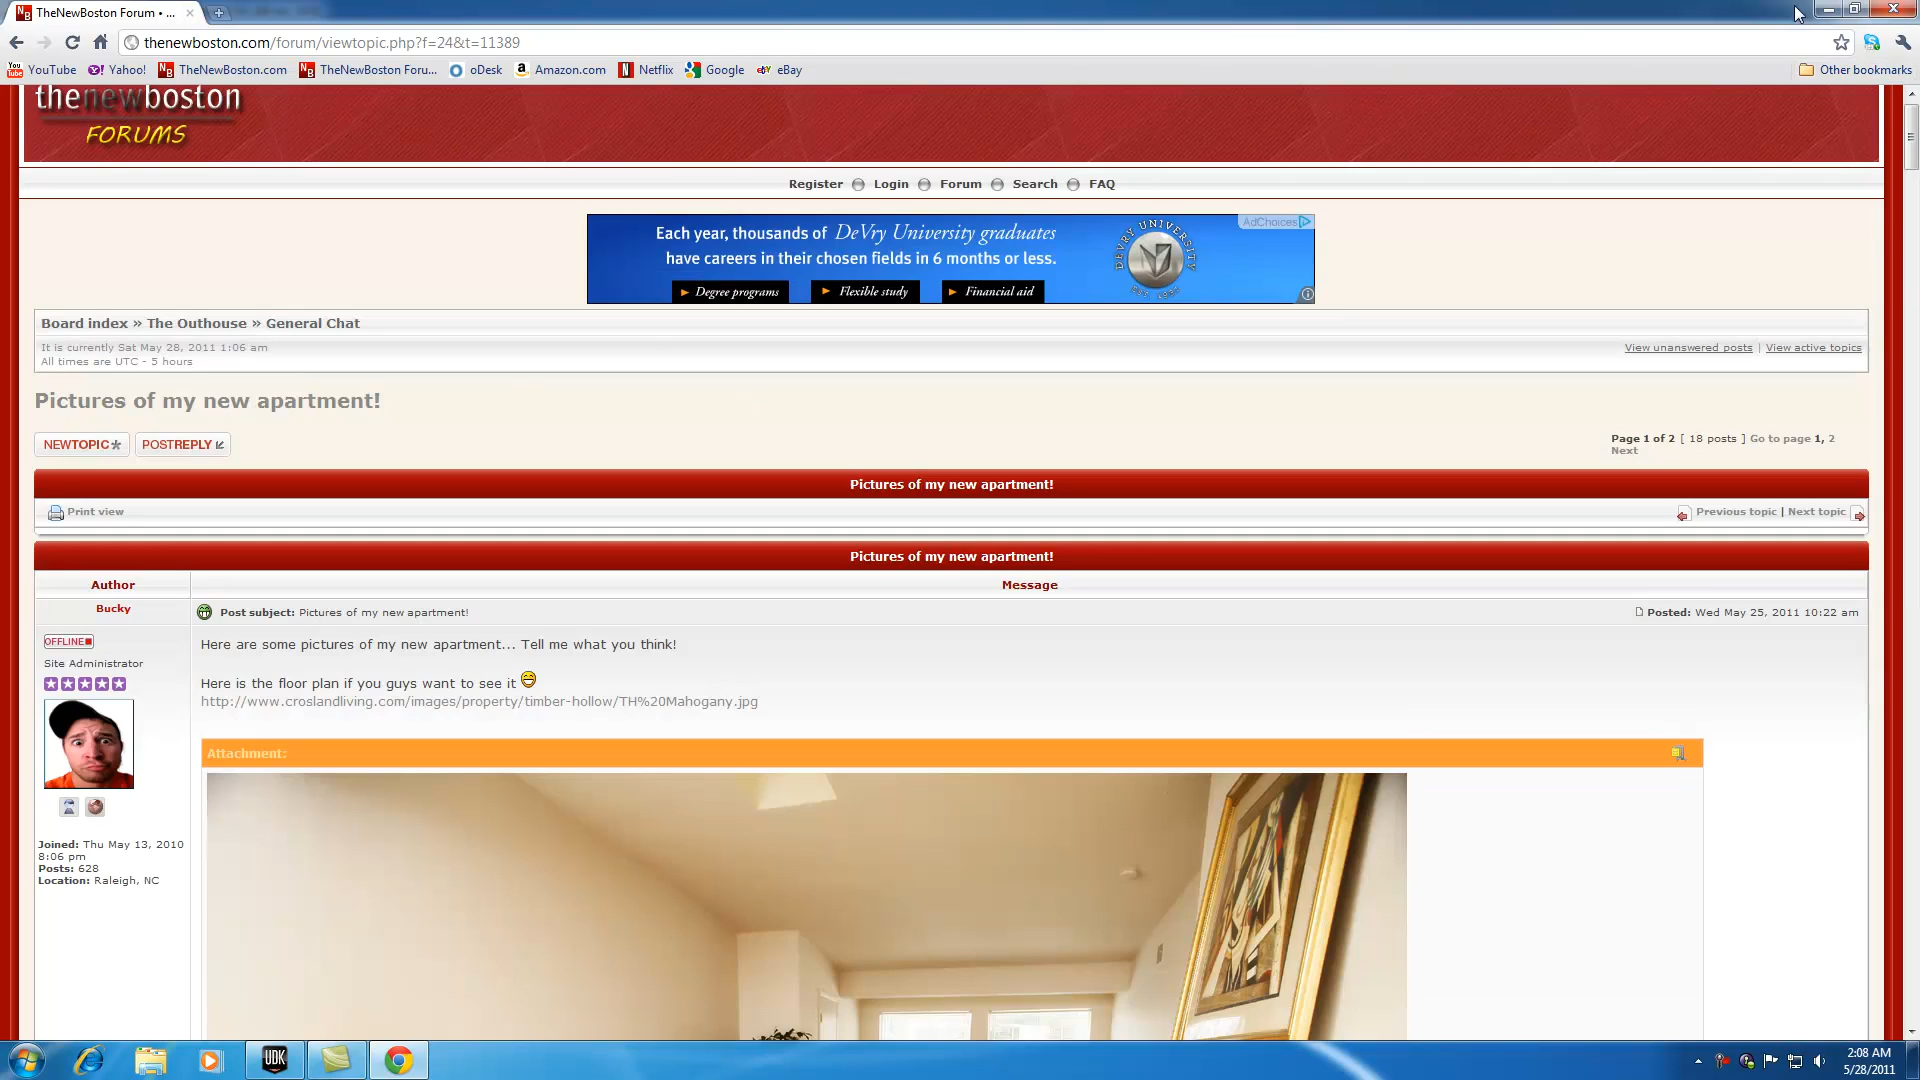 TheNewBoston Forum • ...
thenewboston.com/forum/viewtopic.php?f=24&t=11389
YouTube Yahoo! TheNewBoston.com TheNewBoston Foru... oDesk Amazon.com Netflix Google eBay Other bookmarks
thenewboston
FORUMS
Register Login Forum Search FAQ
AdChoices
Each year, thousands of DeVry University graduates
have careers in their chosen fields in 6 months or less.
Degree programs Flexible study Financial aid
DEVRY UNIVERSITY
Board index » The Outhouse » General Chat
It is currently Sat May 28, 2011 1:06 am
All times are UTC - 5 hours
View unanswered posts | View active topics
Pictures of my new apartment!
NEWTOPIC POSTREPLY
Page 1 of 2 [ 18 posts ] Go to page 1, 2
Next
Pictures of my new apartment!
Print view
Previous topic | Next topic
Pictures of my new apartment!
Author Message
Bucky
Post subject: Pictures of my new apartment!
Posted: Wed May 25, 2011 10:22 am
OFFLINE
Site Administrator
Here are some pictures of my new apartment... Tell me what you think!
Here is the floor plan if you guys want to see it
http://www.croslandliving.com/images/property/timber-hollow/TH%20Mahogany.jpg
Attachment:
Joined: Thu May 13, 2010
8:06 pm
Posts: 628
Location: Raleigh, NC
UDK
2:08 AM
5/28/2011